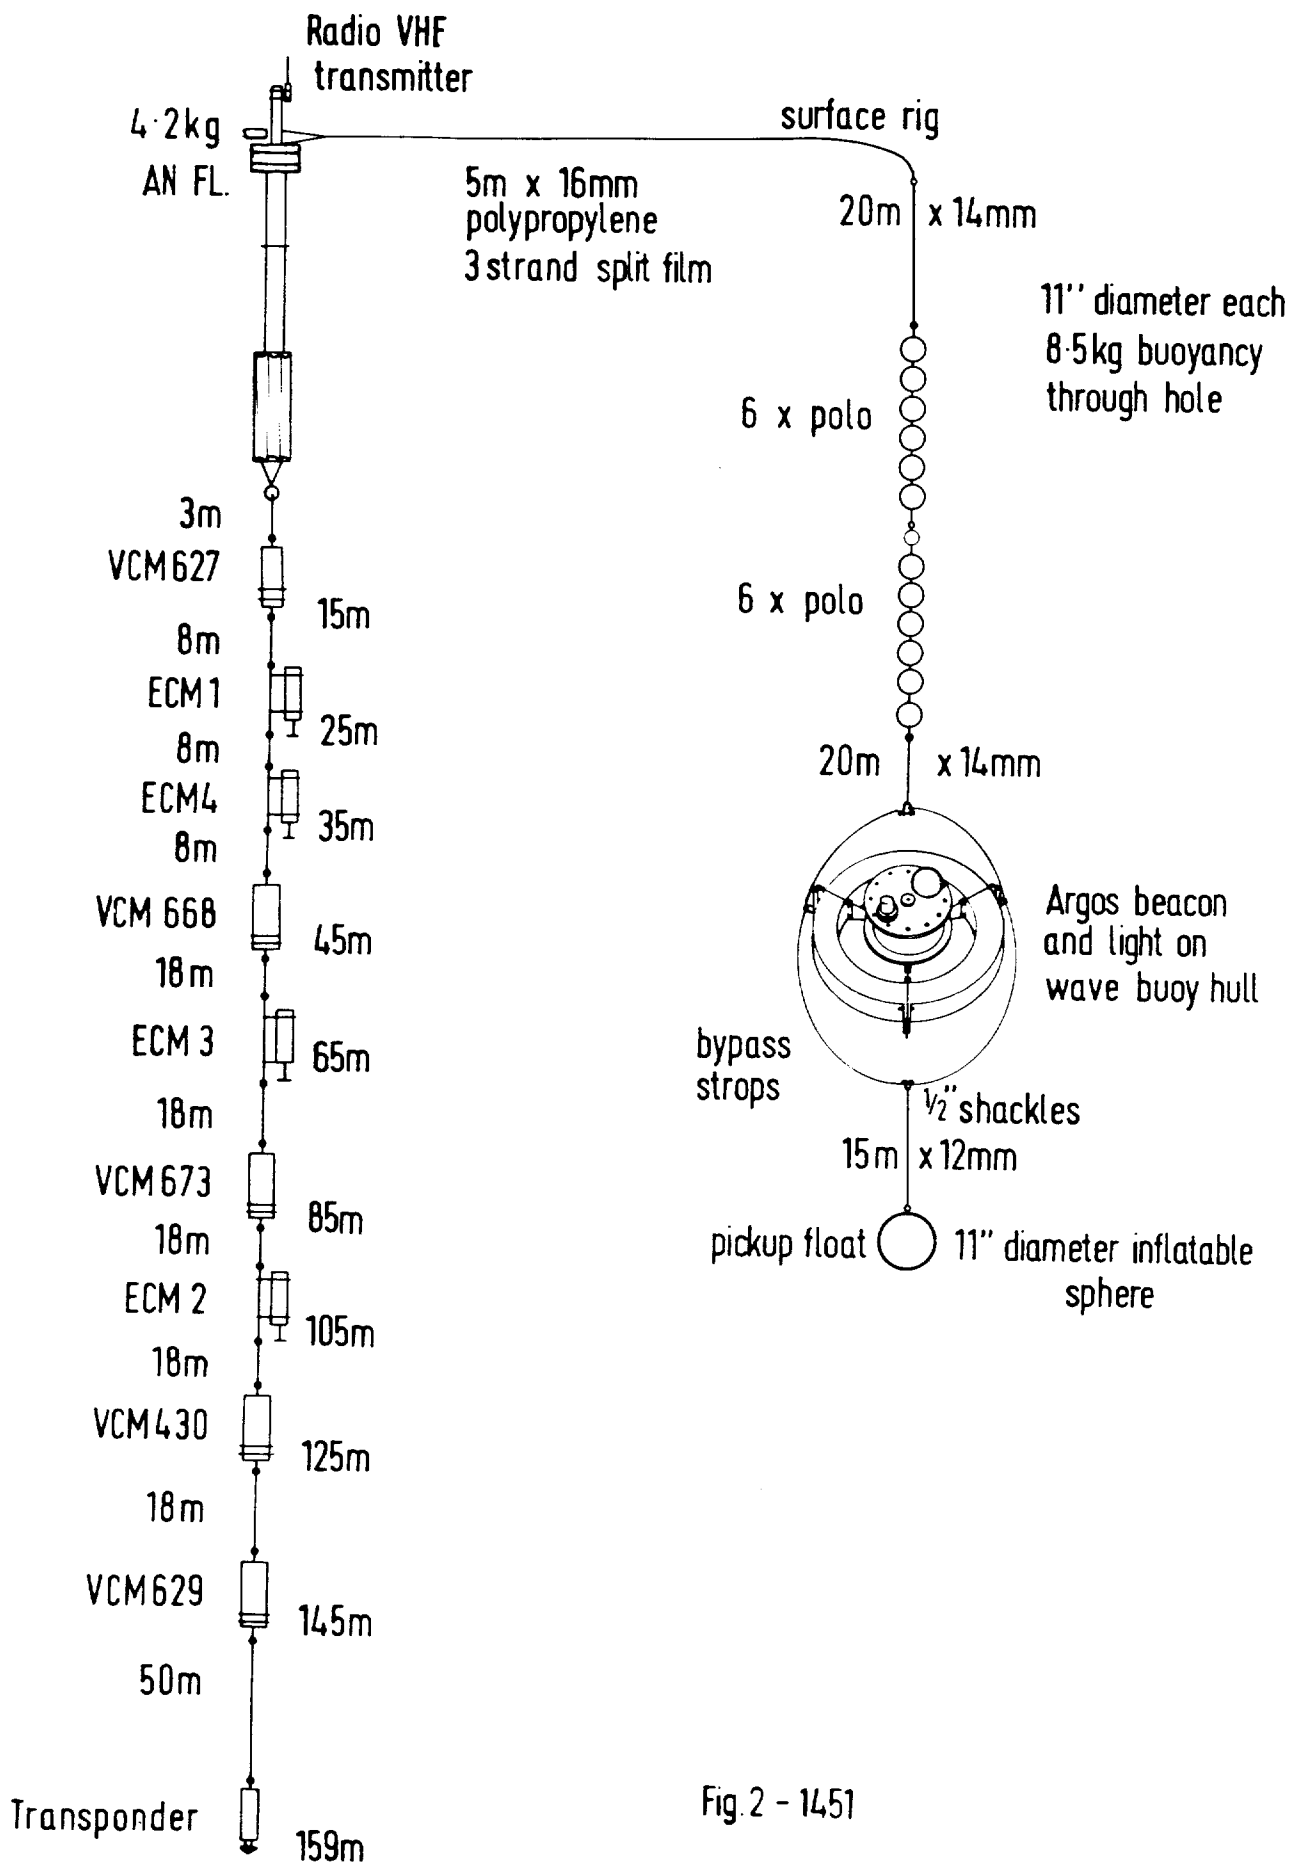 Radio VHF
transmitter
4·2kg
AN FL.
surface rig
5m x 16mm
polypropylene
3 strand split film
20m x 14mm
11'' diameter each
8·5kg buoyancy
through hole
6 x polo
6 x polo
20m x 14mm
Argos beacon
and light on
wave buoy hull
bypass
strops
½'' shackles
15m x 12mm
pickup float
11'' diameter inflatable
sphere
3m
VCM 627
15m
8m
ECM 1
25m
8m
ECM 4
35m
8m
VCM 668
45m
18m
ECM 3
65m
18m
VCM 673
85m
18m
ECM 2
105m
18m
VCM 430
125m
18m
VCM 629
145m
50m
Transponder
159m
Fig. 2 - 1451